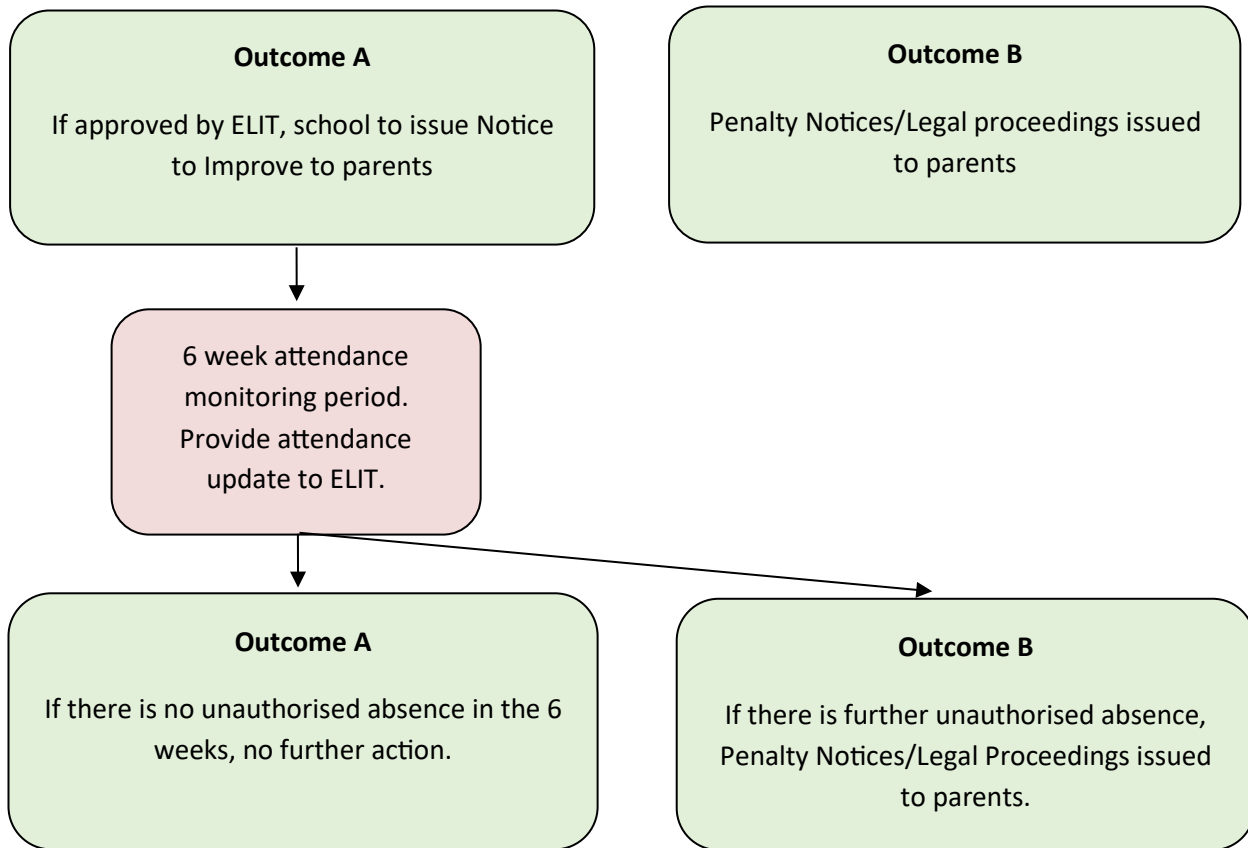 Outcome A
If approved by ELIT, school to issue Notice
to Improve to parents
Outcome B
Penalty Notices/Legal proceedings issued
to parents
6 week attendance
monitoring period.
Provide attendance
update to ELIT.
Outcome A
If there is no unauthorised absence in the 6
weeks, no further action.
Outcome B
If there is further unauthorised absence,
Penalty Notices/Legal Proceedings issued
to parents.